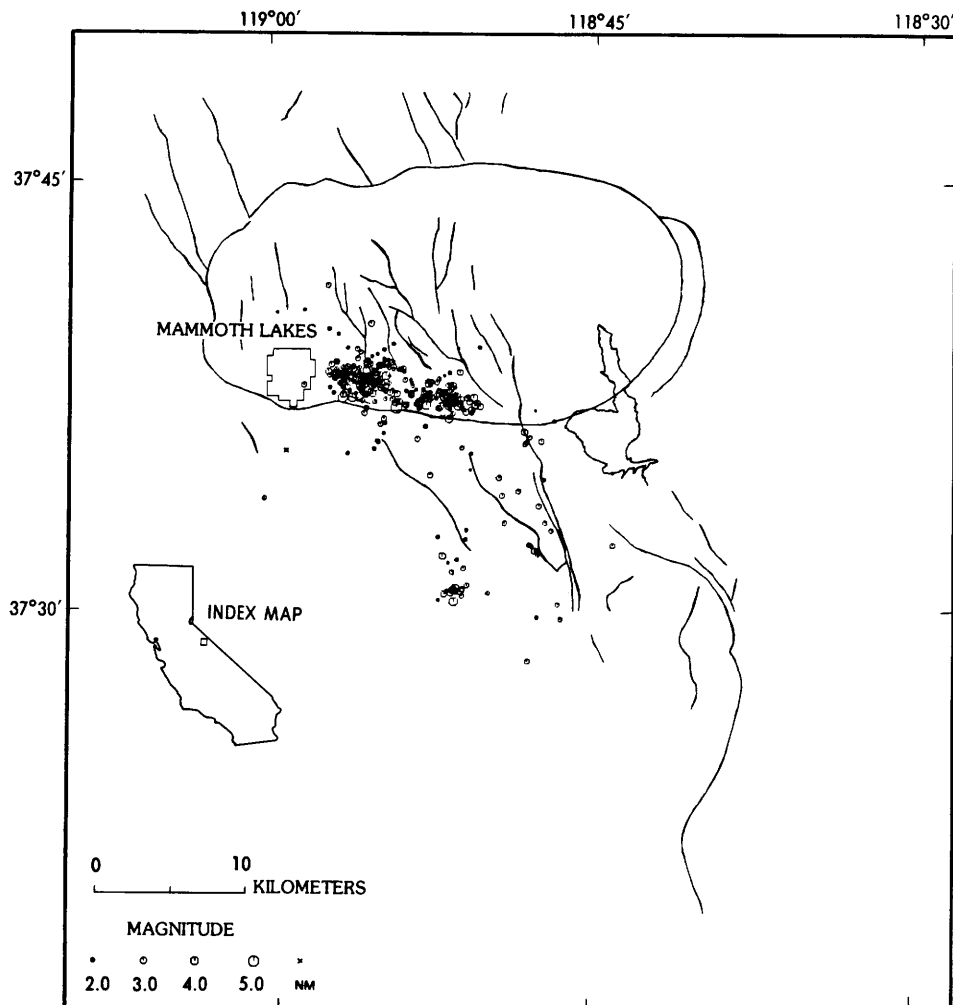 119°00'
118°45'
118°30'
37°45'
MAMMOTH LAKES
37°30'
INDEX MAP
0 10
KILOMETERS
MAGNITUDE
2.0 3.0 4.0 5.0 NM